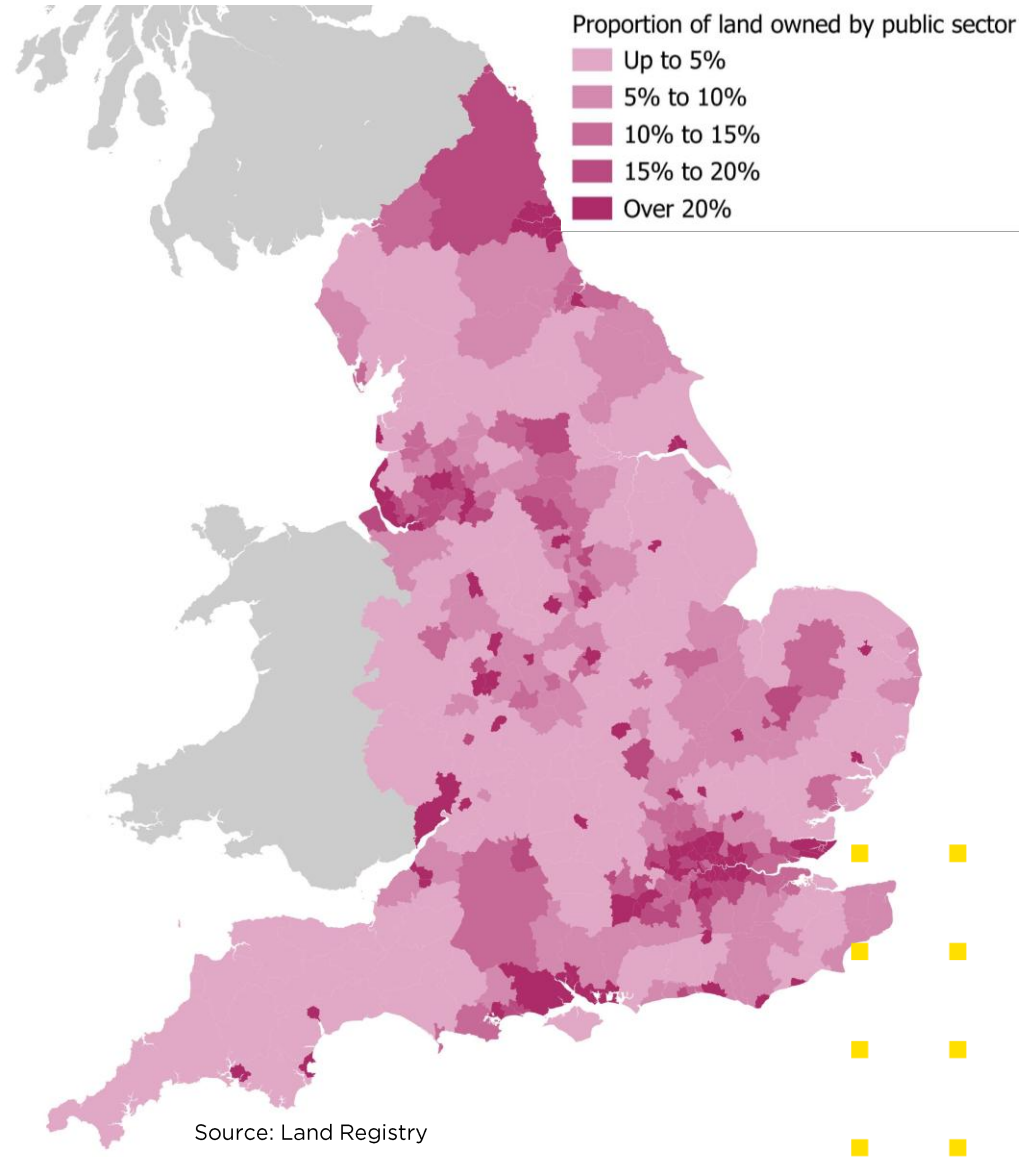 Proportion of land owned by public sector
Up to 5%
5% to 10%
10% to 15%
15% to 20%
Over 20%
Source: Land Registry